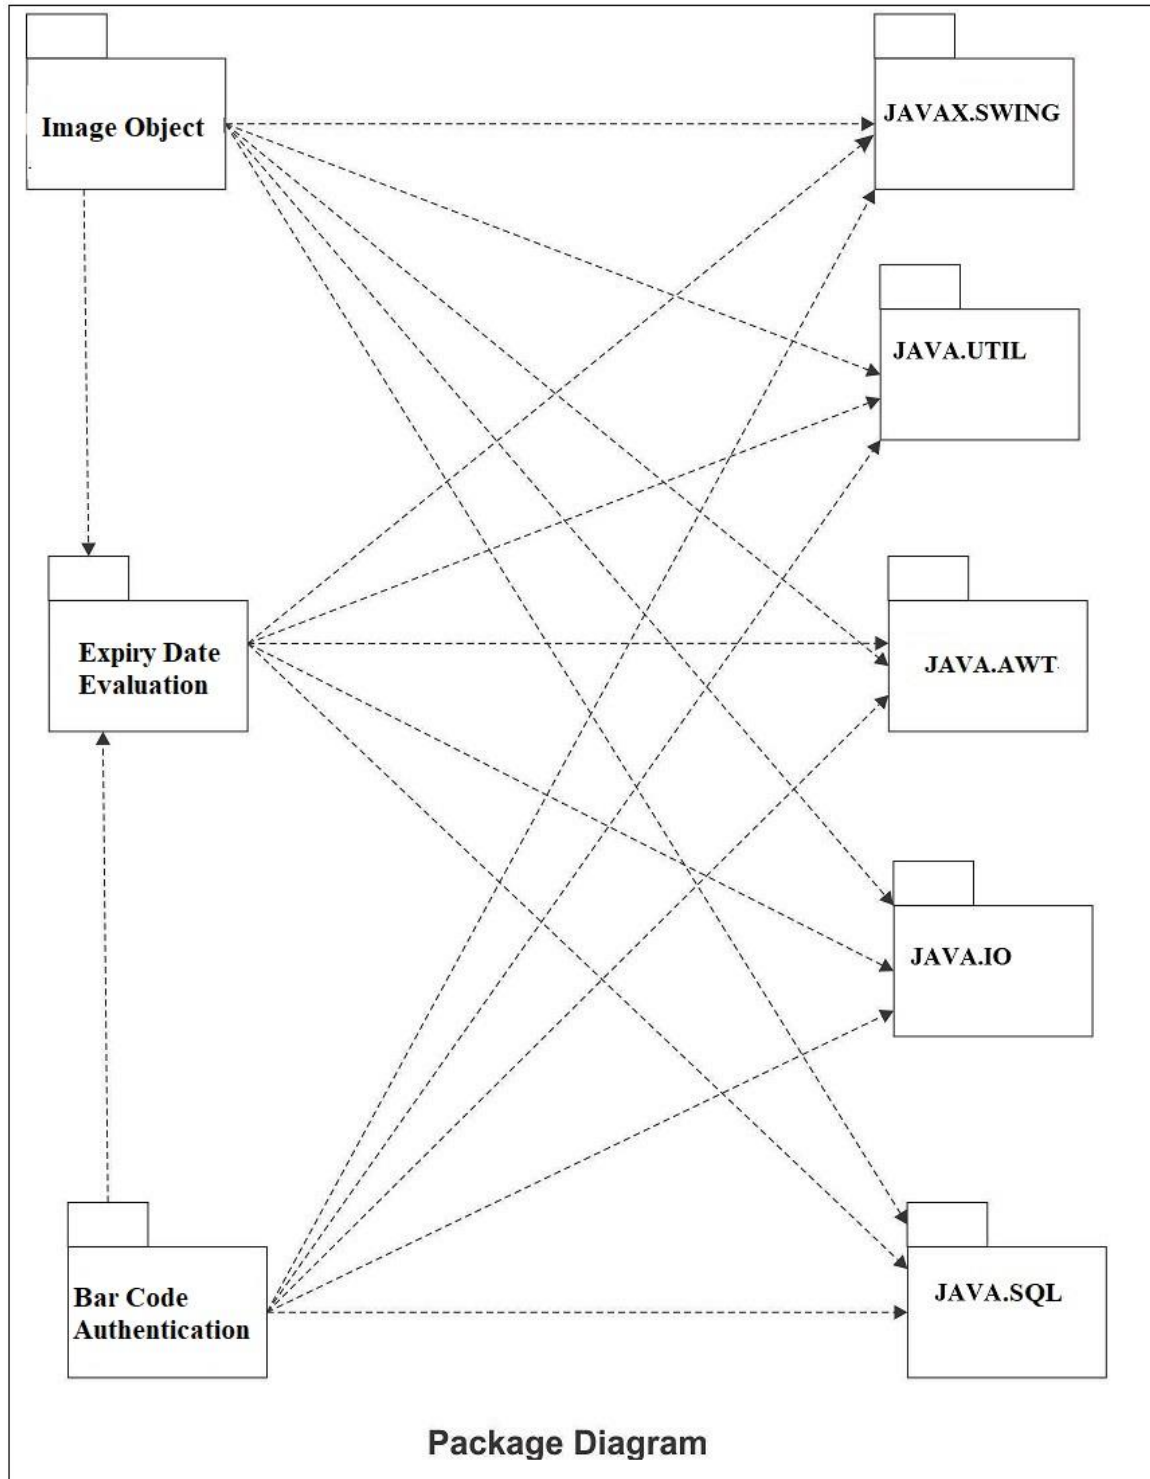 Image Object
JAVAX.SWING
JAVA.UTIL
Expiry Date
Evaluation
JAVA.AWT
JAVA.IO
Bar Code
Authentication
JAVA.SQL
Package Diagram